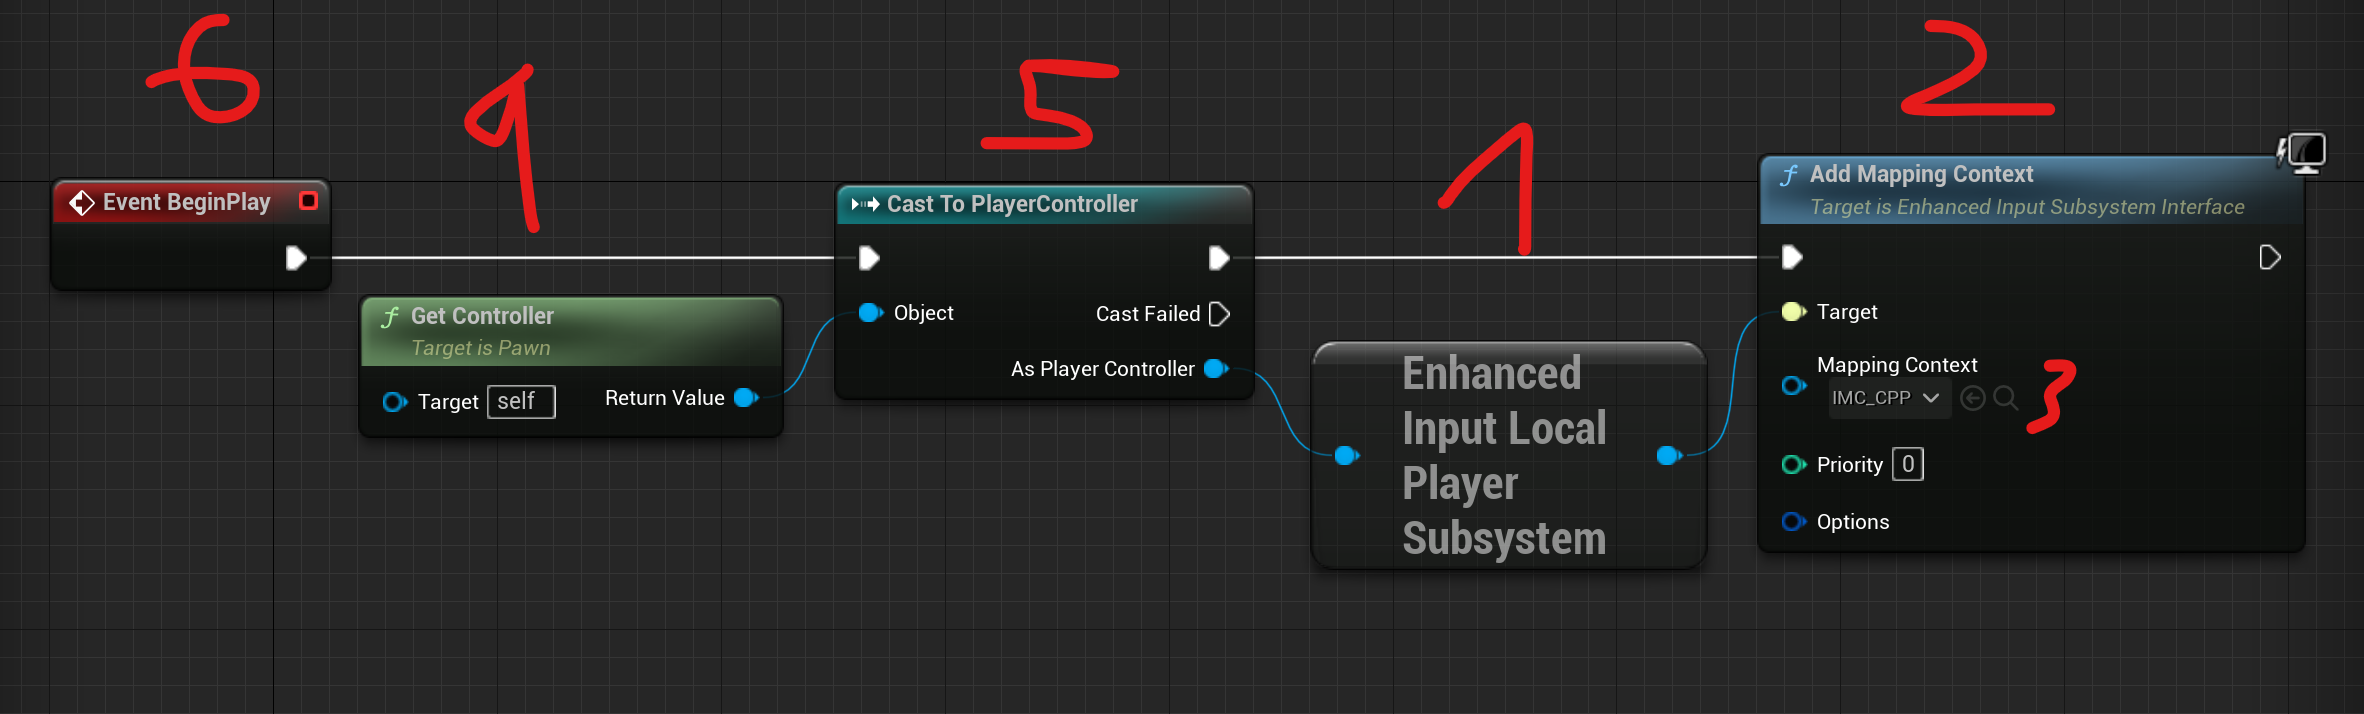 6
4
5
1
2
Event BeginPlay
Get Controller
Target is Pawn
Target self
Return Value
Cast To PlayerController
Object
Cast Failed
As Player Controller
Enhanced
Input Local
Player
Subsystem
Add Mapping Context
Target is Enhanced Input Subsystem Interface
Target
Mapping Context
IMC_CPP
3
Priority 0
Options